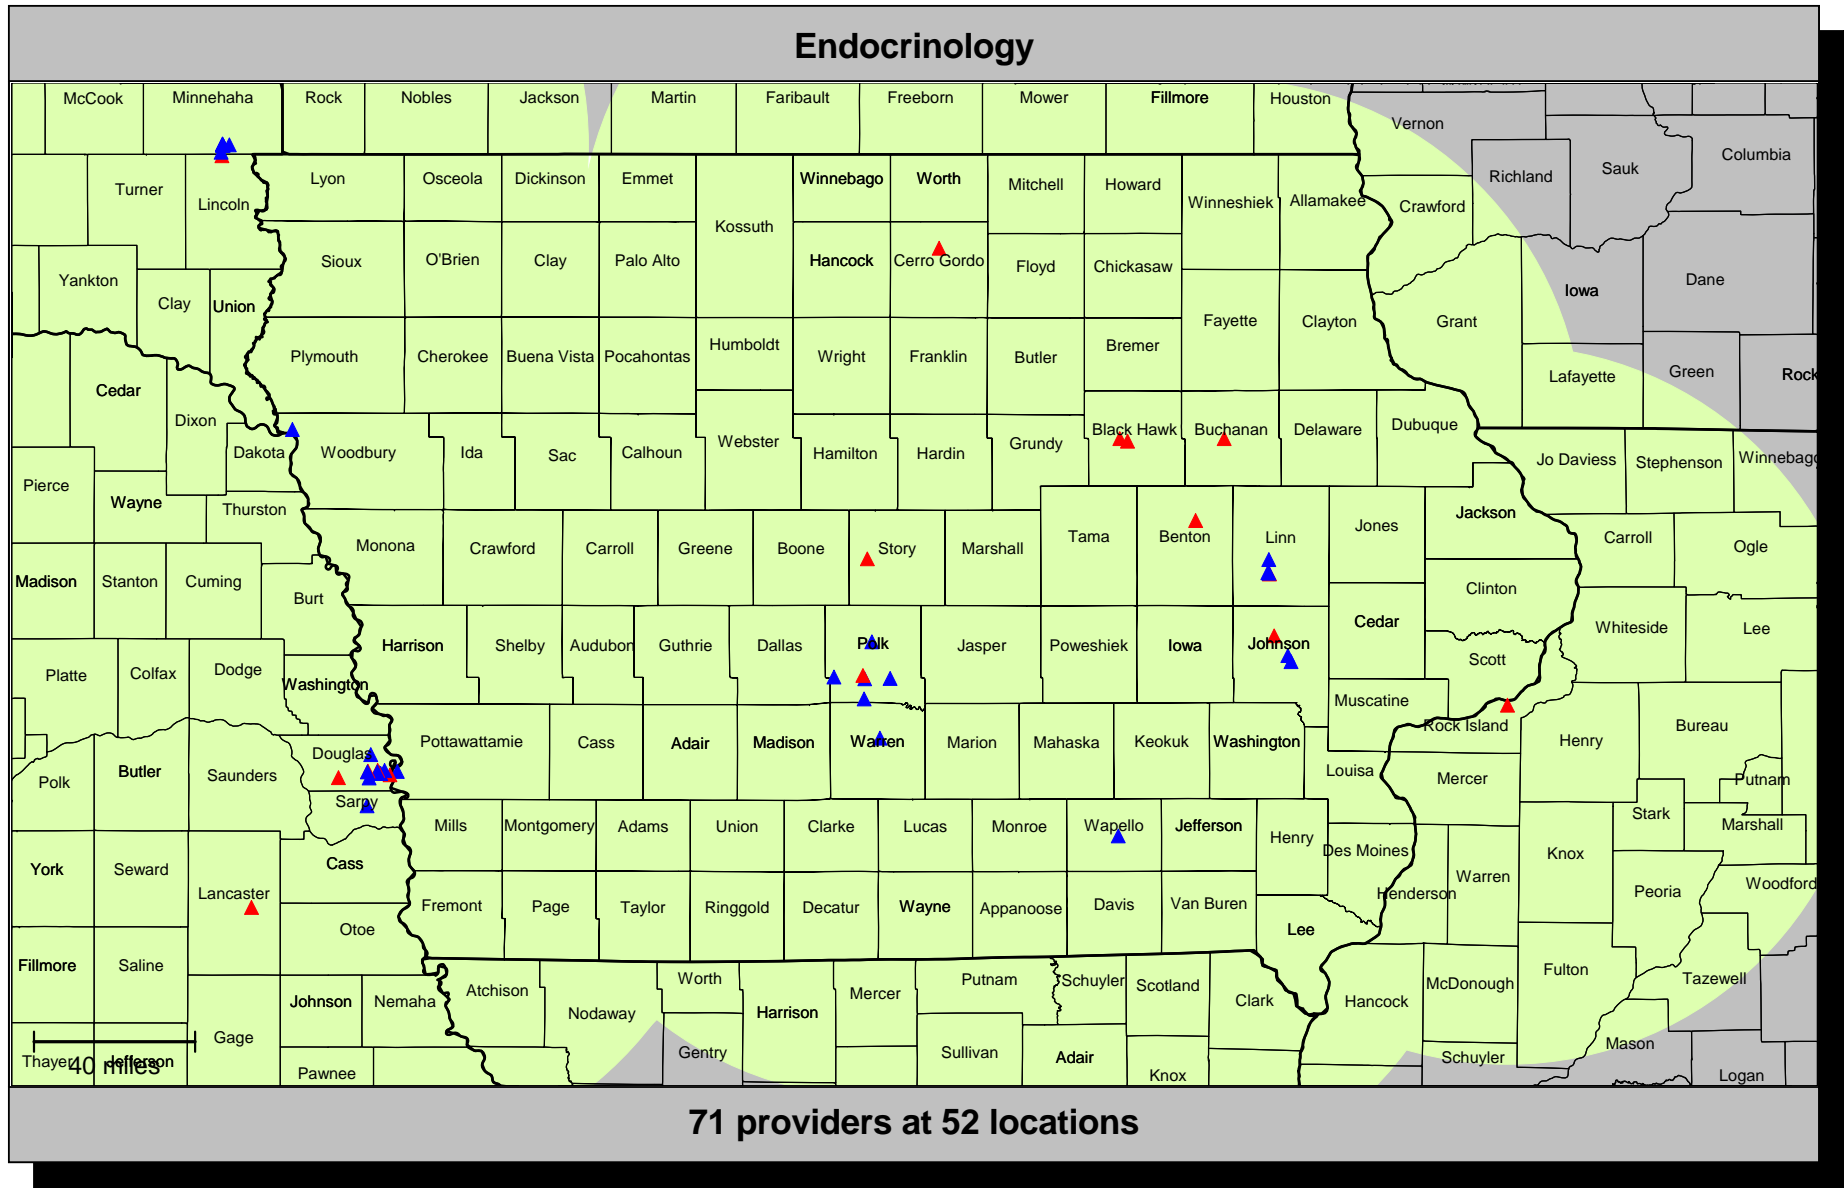 Endocrinology
McCook
Minnehaha
Rock
Nobles
Jackson
Martin
Faribault
Freeborn
Mower
Fillmore
Houston
Vernon
Richland
Sauk
Columbia
Turner
Lincoln
Lyon
Osceola
Dickinson
Emmet
Kossuth
Winnebago
Worth
Mitchell
Howard
Winneshiek
Allamakee
Crawford
Yankton
Clay
Union
Sioux
O'Brien
Clay
Palo Alto
Hancock
Cerro Gordo
Floyd
Chickasaw
Fayette
Clayton
Grant
Iowa
Dane
Cedar
Dixon
Plymouth
Cherokee
Buena Vista
Pocahontas
Humboldt
Wright
Franklin
Butler
Bremer
Lafayette
Green
Rock
Pierce
Wayne
Dakota
Thurston
Woodbury
Ida
Sac
Calhoun
Webster
Hamilton
Hardin
Grundy
Black Hawk
Buchanan
Delaware
Dubuque
Jo Daviess
Stephenson
Winnebago
Madison
Stanton
Cuming
Burt
Monona
Crawford
Carroll
Greene
Boone
Story
Marshall
Tama
Benton
Linn
Jones
Jackson
Clinton
Carroll
Ogle
Platte
Colfax
Dodge
Washington
Harrison
Shelby
Audubon
Guthrie
Dallas
Polk
Jasper
Poweshiek
Iowa
Johnson
Cedar
Scott
Muscatine
Rock Island
Whiteside
Lee
Bureau
Henry
Polk
Butler
Saunders
Douglas
Sarpy
Pottawattamie
Cass
Adair
Madison
Warren
Marion
Mahaska
Keokuk
Washington
Louisa
Mercer
Putnam
Stark
Marshall
York
Seward
Lancaster
Cass
Otoe
Mills
Montgomery
Adams
Union
Clarke
Lucas
Monroe
Wapello
Jefferson
Henry
Des Moines
Henderson
Warren
Knox
Peoria
Woodford
Fremont
Page
Taylor
Ringgold
Decatur
Wayne
Appanoose
Davis
Van Buren
Lee
Fillmore
Saline
Gage
Johnson
Nemaha
Pawnee
Atchison
Nodaway
Worth
Gentry
Harrison
Mercer
Putnam
Sullivan
Adair
Schuyler
Scotland
Knox
Clark
Hancock
McDonough
Schuyler
Fulton
Tazewell
Mason
Logan
Thayer
Jefferson
40 miles
71 providers at 52 locations